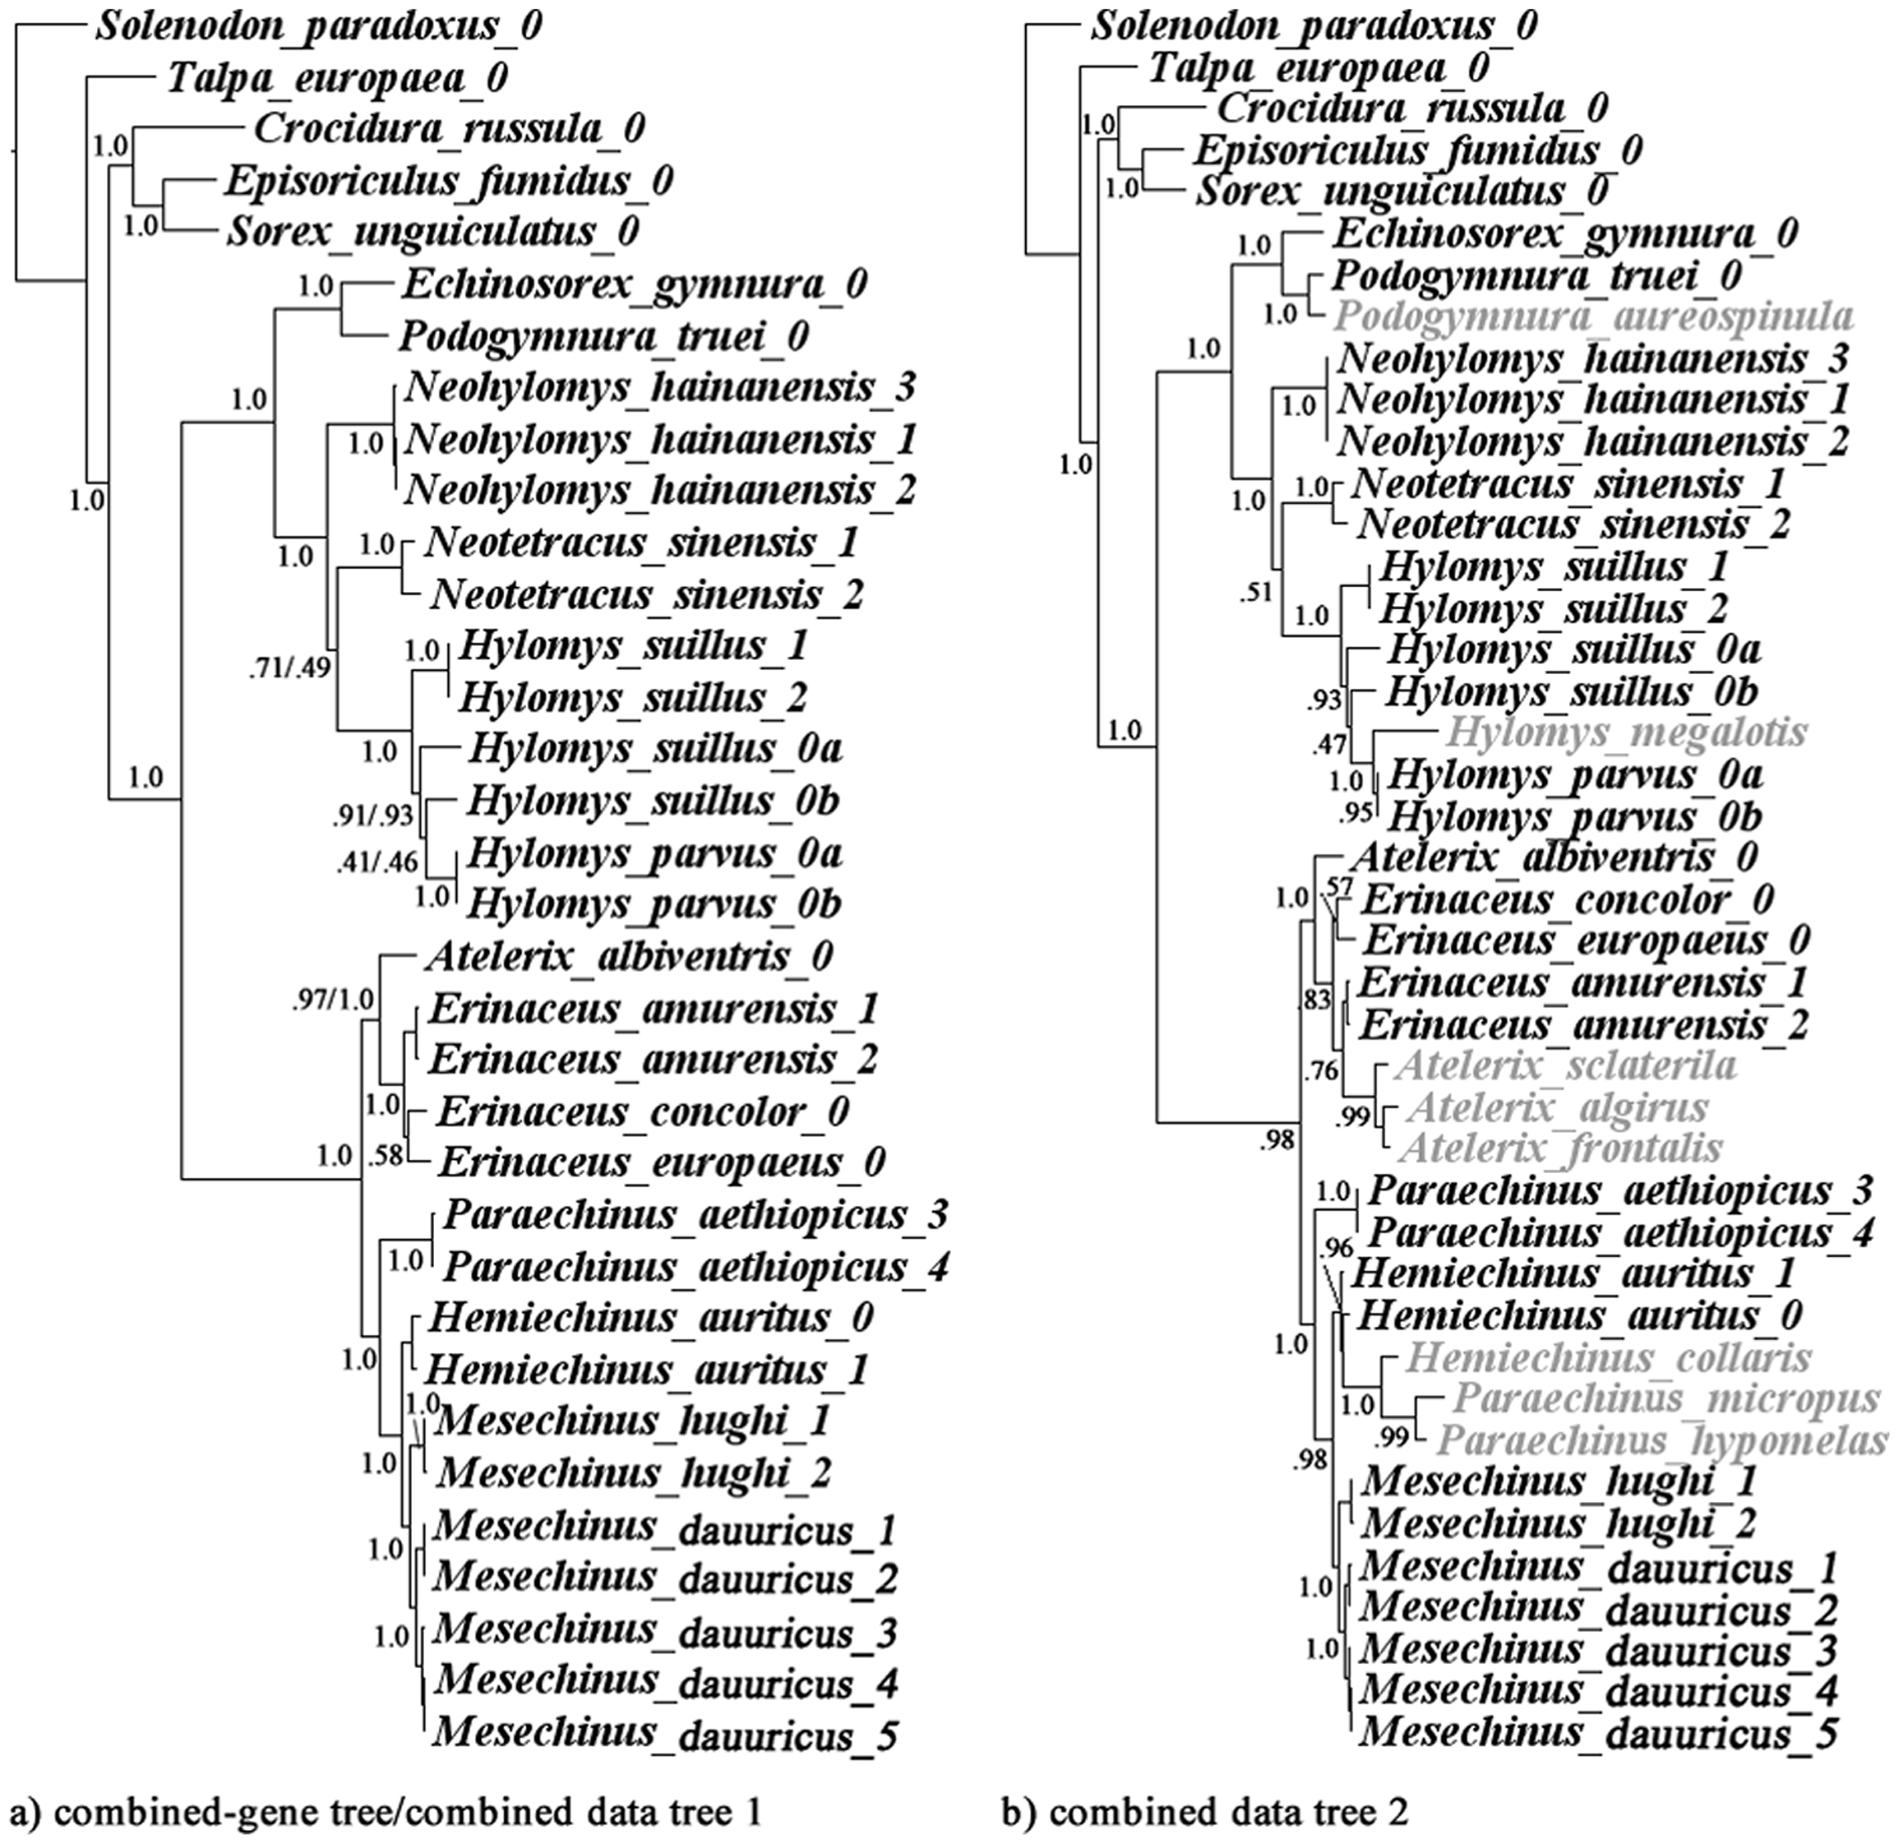 Solenodon_paradoxus_0
Talpa_europaea_0
Crocidura_russula_0
1.0
Episoriculus_fumidus_0
1.0
Sorex_unguiculatus_0
Echinosorex_gymnura_0
1.0
Podogymnura_truei_0
Neohylomys_hainanensis_3
1.0
Neohylomys_hainanensis_1
1.0
Neohylomys_hainanensis_2
1.0
Neotetracus_sinensis_1
1.0
1.0
Neotetracus_sinensis_2
Hylomys_suillus_1
1.0
.71/.49
Hylomys_suillus_2
Hylomys_suillus_0a
1.0
1.0
Hylomys_suillus_0b
.91/.93
Hylomys_parvus_0a
.41/.46
1.0
Hylomys_parvus_0b
Atelerix_albiventris_0
.97/1.0
Erinaceus_amurensis_1
Erinaceus_amurensis_2
1.0
Erinaceus_concolor_0
1.0
.58
Erinaceus_europaeus_0
Paraechinus_aethiopicus_3
1.0
Paraechinus_aethiopicus_4
Hemiechinus_auritus_0
1.0
Hemiechinus_auritus_1
1.0
Mesechinus_hughi_1
1.0
Mesechinus_hughi_2
Mesechinus_dauuricus_1
1.0
Mesechinus_dauuricus_2
1.0
Mesechinus_dauuricus_3
Mesechinus_dauuricus_4
Mesechinus_dauuricus_5
a) combined-gene tree/combined data tree 1
Solenodon_paradoxus_0
Talpa_europaea_0
Crocidura_russula_0
1.0
Episoriculus_fumidus_0
1.0
Sorex_unguiculatus_0
Echinosorex_gymnura_0
1.0
Podogymnura_truei_0
1.0
Podogymnura_aureospinula
1.0
Neohylomys_hainanensis_3
1.0
Neohylomys_hainanensis_1
Neohylomys_hainanensis_2
1.0
Neotetracus_sinensis_1
1.0
1.0
Neotetracus_sinensis_2
Hylomys_suillus_1
.51
1.0
Hylomys_suillus_2
Hylomys_suillus_0a
.93
Hylomys_suillus_0b
1.0
Hylomys_megalotis
.47
1.0
Hylomys_parvus_0a
.95
Hylomys_parvus_0b
Atelerix_albiventris_0
1.0
.57
Erinaceus_concolor_0
Erinaceus_europaeus_0
.83
Erinaceus_amurensis_1
Erinaceus_amurensis_2
.76
Atelerix_sclaterila
.99
Atelerix_algirus
.98
Atelerix_frontalis
1.0
Paraechinus_aethiopicus_3
Paraechinus_aethiopicus_4
.96
Hemiechinus_auritus_1
Hemiechinus_auritus_0
1.0
Hemiechinus_collaris
1.0
Paraechinus_micropus
.99
Paraechinus_hypomelas
.98
Mesechinus_hughi_1
Mesechinus_hughi_2
Mesechinus_dauuricus_1
1.0
Mesechinus_dauuricus_2
1.0
Mesechinus_dauuricus_3
Mesechinus_dauuricus_4
Mesechinus_dauuricus_5
b) combined data tree 2